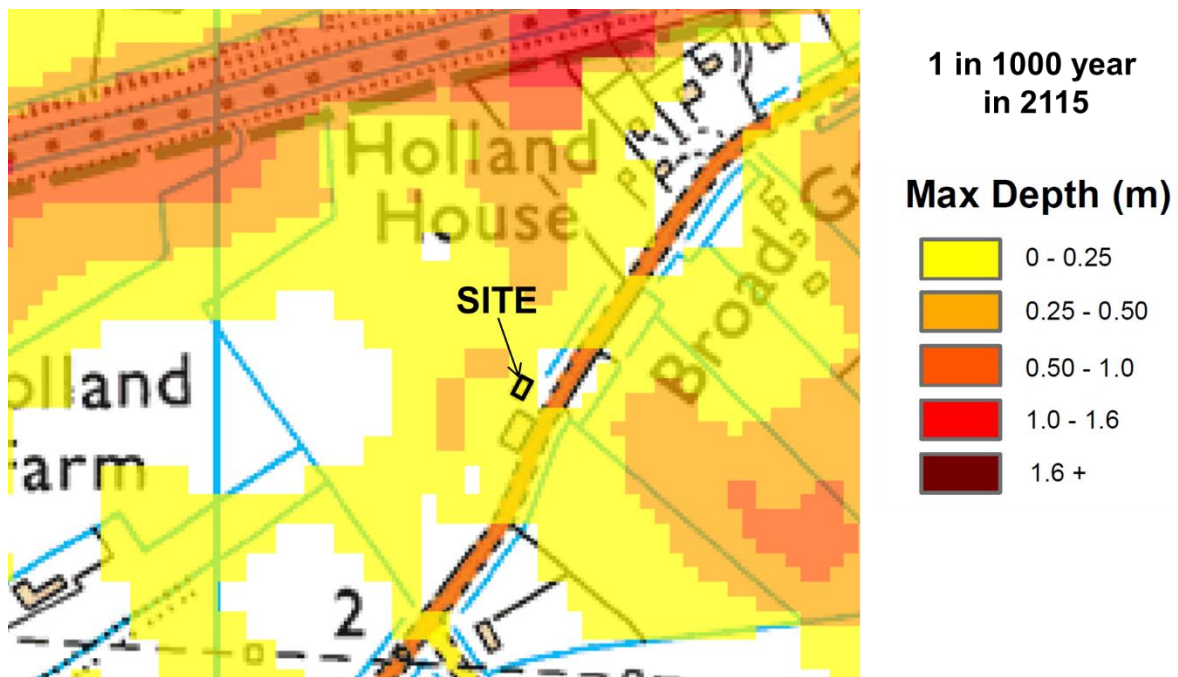 1 in 1000 year
in 2115
Max Depth (m)
0 - 0.25
0.25 - 0.50
0.50 - 1.0
1.0 - 1.6
1.6 +
Holland
House
SITE
Broad
olland
Farm
2